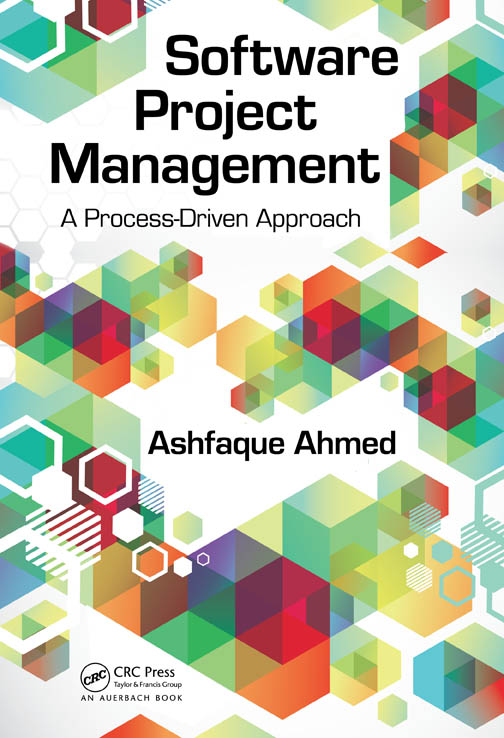 Software
Project
Management
A Process-Driven Approach
Ashfaque Ahmed
CRC
CRC Press
Taylor & Francis Group
AN AUERBACH BOOK